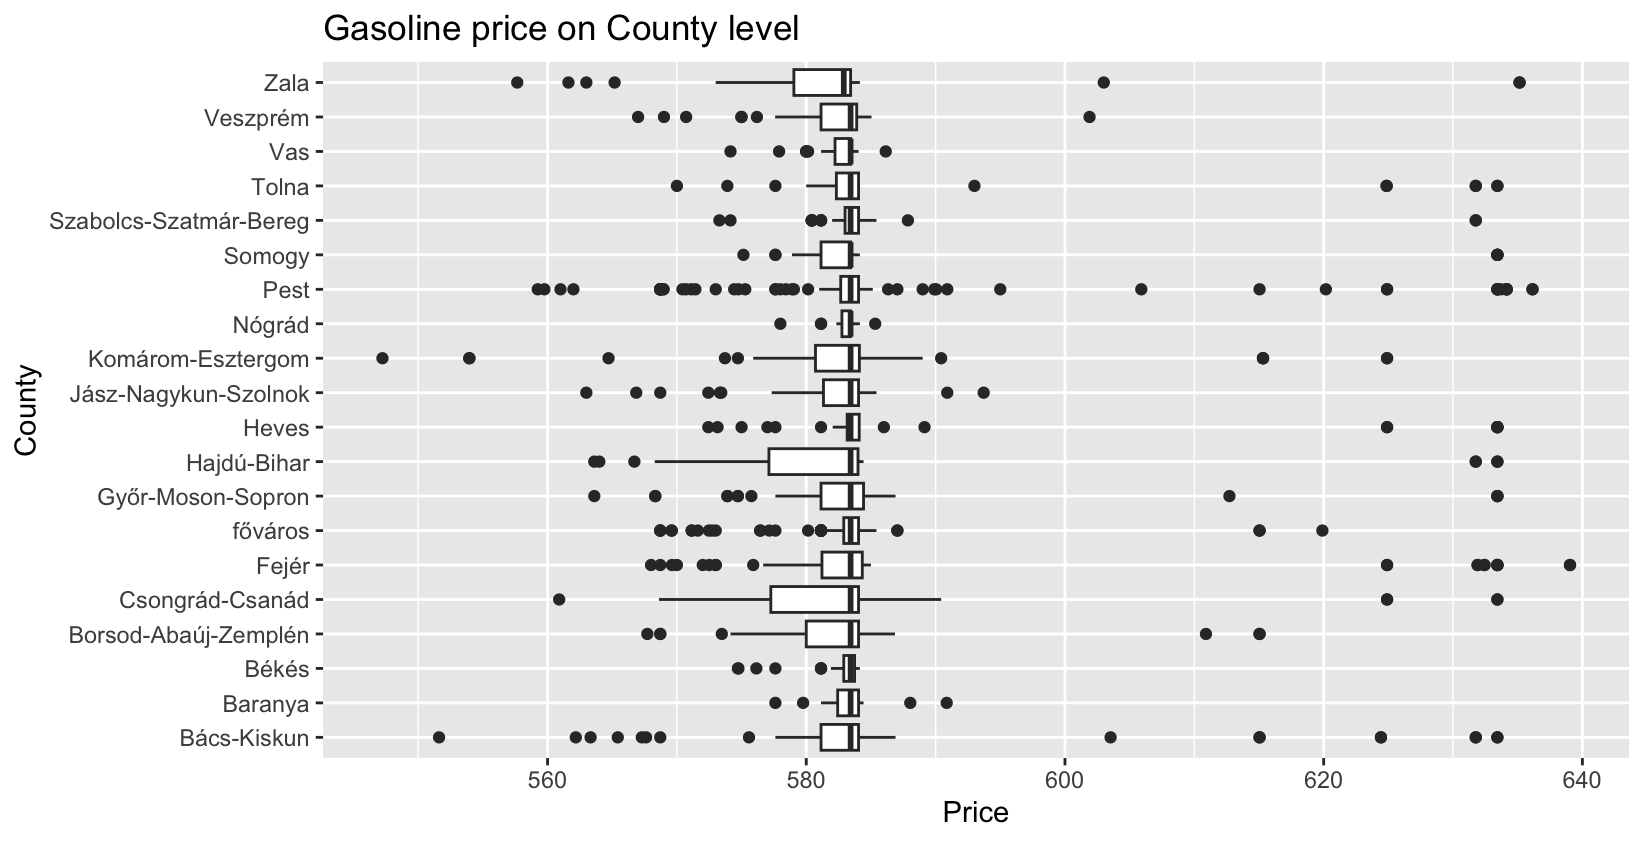 Gasoline price on County level
Zala
Veszprém
Vas
Tolna
Szabolcs-Szatmár-Bereg
Somogy
Pest
Nógrád
Komárom-Esztergom
Jász-Nagykun-Szolnok
Heves
Hajdú-Bihar
Győr-Moson-Sopron
főváros
Fejér
Csongrád-Csanád
Borsod-Abaúj-Zemplén
Békés
Baranya
Bács-Kiskun
County
560 580 600 620 640
Price